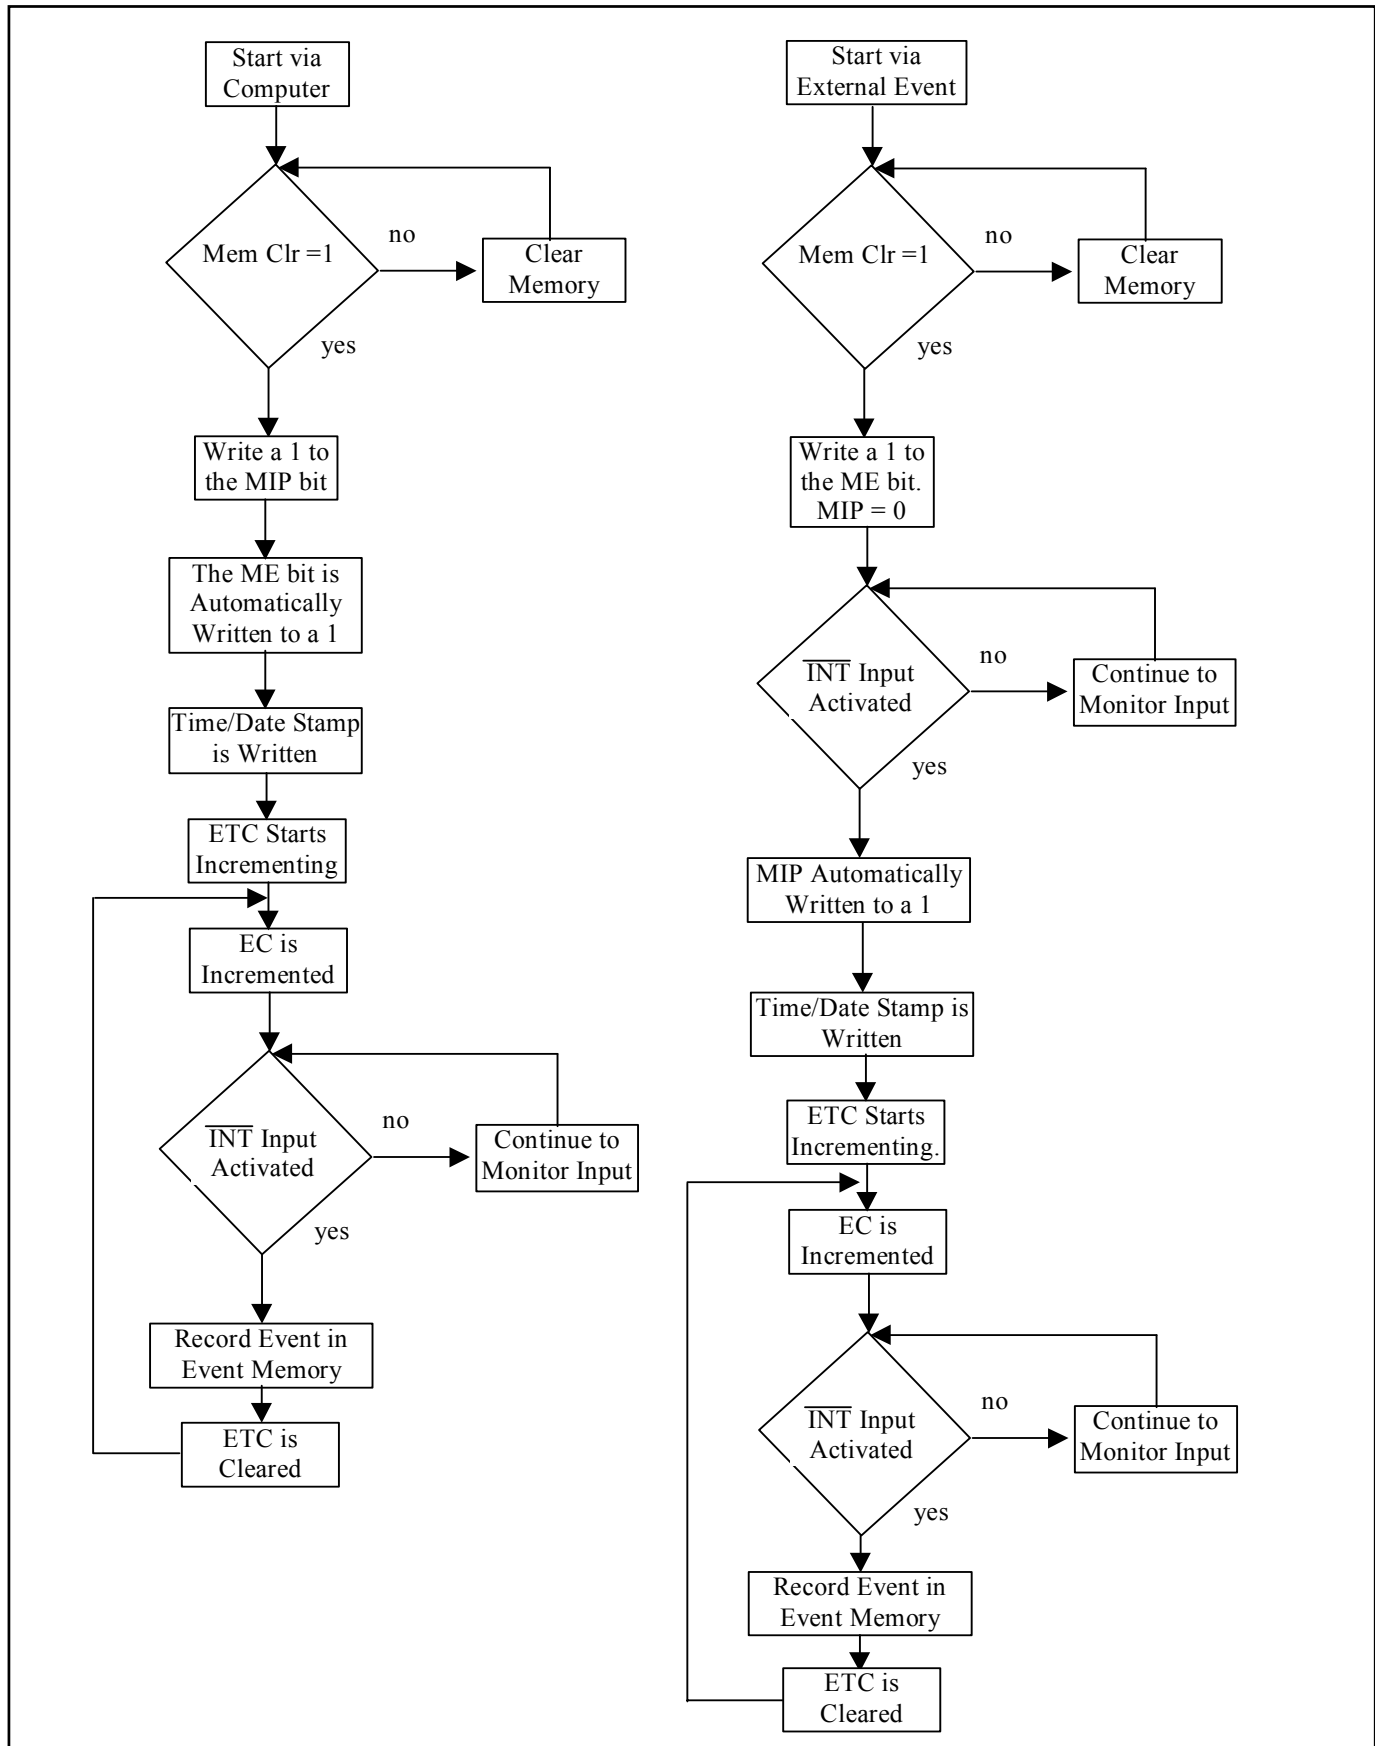 Start via
Computer
Mem Clr =1
no
Clear
Memory
yes
Write a 1 to
the MIP bit
The ME bit is
Automatically
Written to a 1
Time/Date Stamp
is Written
ETC Starts
Incrementing
EC is
Incremented
I̅N̅T̅ Input
Activated
no
Continue to
Monitor Input
yes
Record Event in
Event Memory
ETC is
Cleared
Start via
External Event
Mem Clr =1
no
Clear
Memory
yes
Write a 1 to
the ME bit.
MIP = 0
I̅N̅T̅ Input
Activated
no
Continue to
Monitor Input
yes
MIP Automatically
Written to a 1
Time/Date Stamp is
Written
ETC Starts
Incrementing.
EC is
Incremented
I̅N̅T̅ Input
Activated
no
Continue to
Monitor Input
yes
Record Event in
Event Memory
ETC is
Cleared